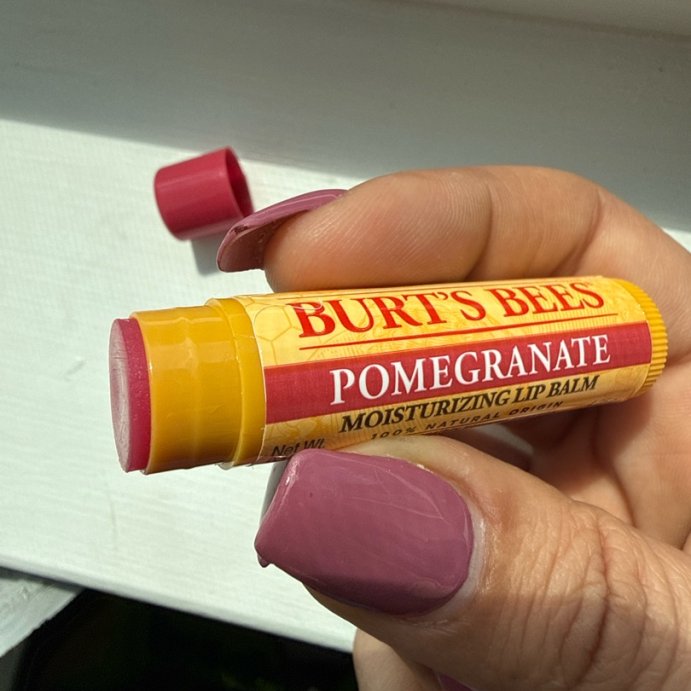 BURT'S BEES
POMEGRANATE
MOISTURIZING LIP BALM
100% NATURAL ORIGIN
Net Wt.